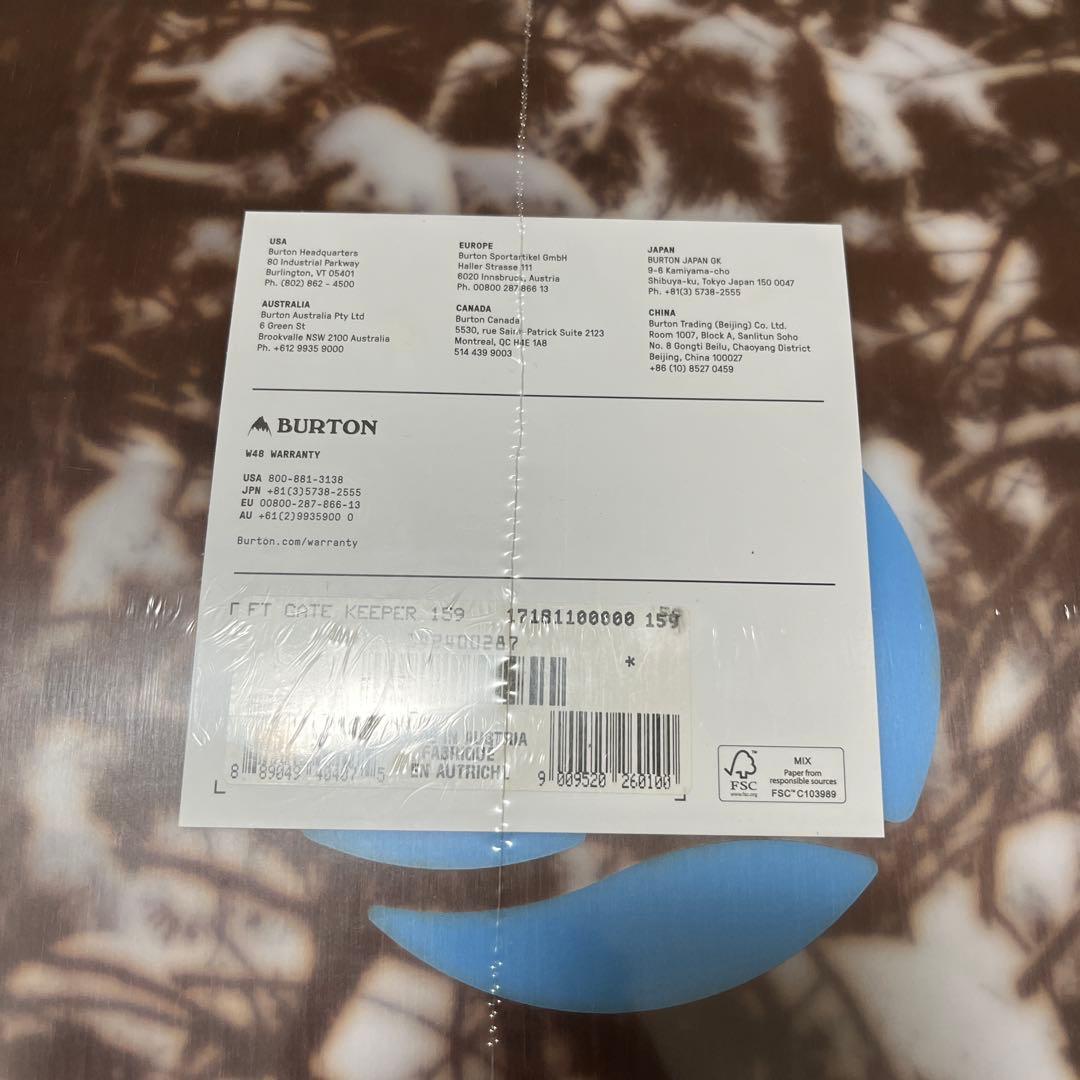 USA
Burton Headquarters
80 Industrial Parkway
Burlington, VT 05401
Ph. (802) 862 - 4500
AUSTRALIA
Burton Australia Pty Ltd
6 Green St
Brookvalle NSW 2100 Australia
Ph. +612 9935 9000
EUROPE
Burton Sportartikel GmbH
Haller Strasse 111
6020 Innsbruck, Austria
Ph. 00800 287 866 13
CANADA
Burton Canada
5530, rue Saint-Patrick Suite 2123
Montreal, QC H4E 1A8
514 439 9003
JAPAN
BURTON JAPAN GK
9-6 Kamiyama-cho
Shibuya-ku, Tokyo Japan 150 0047
Ph. +81(3) 5738-2555
CHINA
Burton Trading (Beijing) Co. Ltd.
Room 1007, Block A, Sanlitun Soho
No. 8 Gongti Beilu, Chaoyang District
Beijing, China 100027
+86 (10) 8527 0459
BURTON
W48 WARRANTY
USA 800-881-3138
JPN +81(3)5738-2555
EU 00800-287-866-13
AU +61(2)9935900 0
Burton.com/warranty
FT GATE KEEPER 159 17181100000 159
*
IN AUSTRIA
EN AUTRICHE
9 009520 260100
FSC™
www.fsc.org
MIX
Paper from
responsible sources
FSC™ C103989